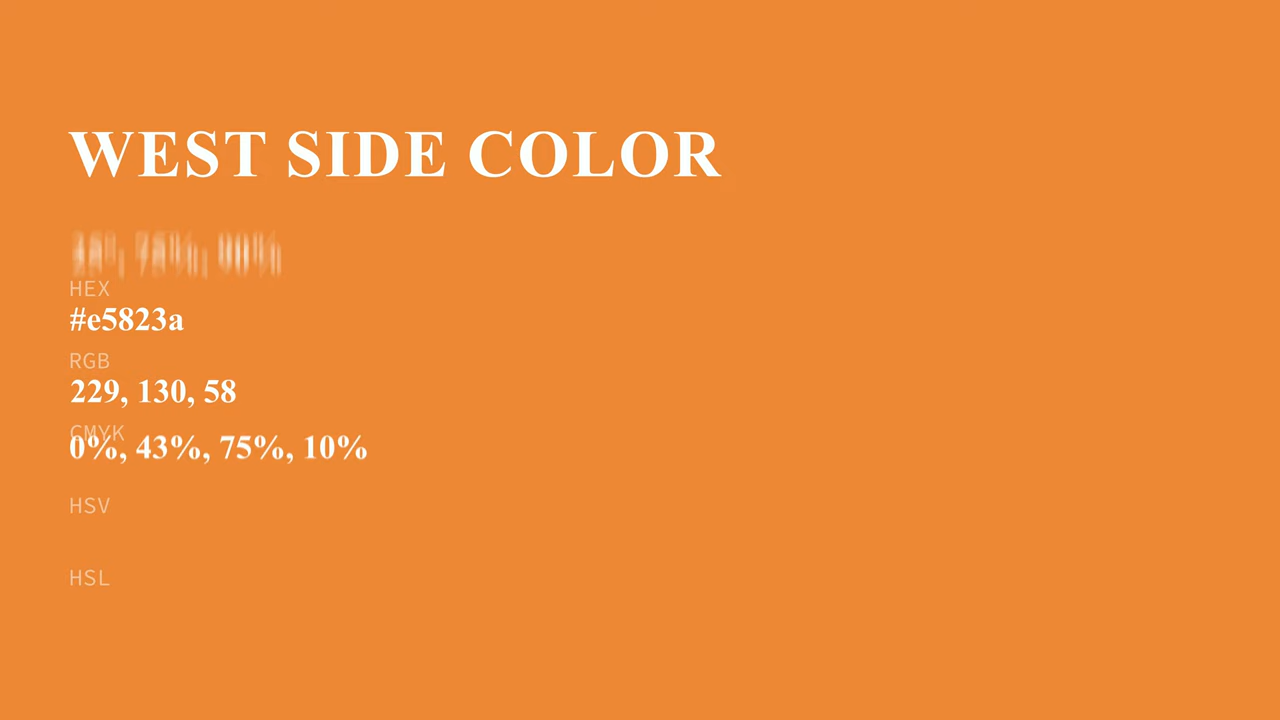 WEST SIDE COLOR
HEX
#e5823a
RGB
229, 130, 58
CMYK
0%, 43%, 75%, 10%
HSV
HSL